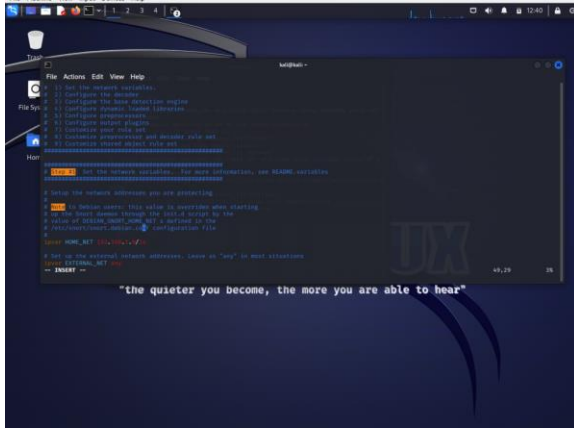 1 2 3 4
12:40
Trash
kali@kali: ~
File Actions Edit View Help
# 1) Set the network variables.
# 2) Configure the decoder
# 3) Configure the base detection engine
# 4) Configure dynamic loaded libraries
# 5) Configure preprocessors
# 6) Configure output plugins
# 7) Customize your rule set
# 8) Customize preprocessor and decoder rule set
# 9) Customize shared object rule set
File Sys
Home
# Step #1: Set the network variables. For more information, see README.variables
# Setup the network addresses you are protecting
#
# Note to Debian users: this value is overriden when starting
# up the Snort daemon through the init.d script by the
# value of DEBIAN_SNORT_HOME_NET s defined in the
# /etc/snort/snort.debian.conf configuration file
#
ipvar HOME_NET
# Set up the external network addresses. Leave as "any" in most situations
ipvar EXTERNAL_NET any
-- INSERT --
49,29
3%
"the quieter you become, the more you are able to hear"